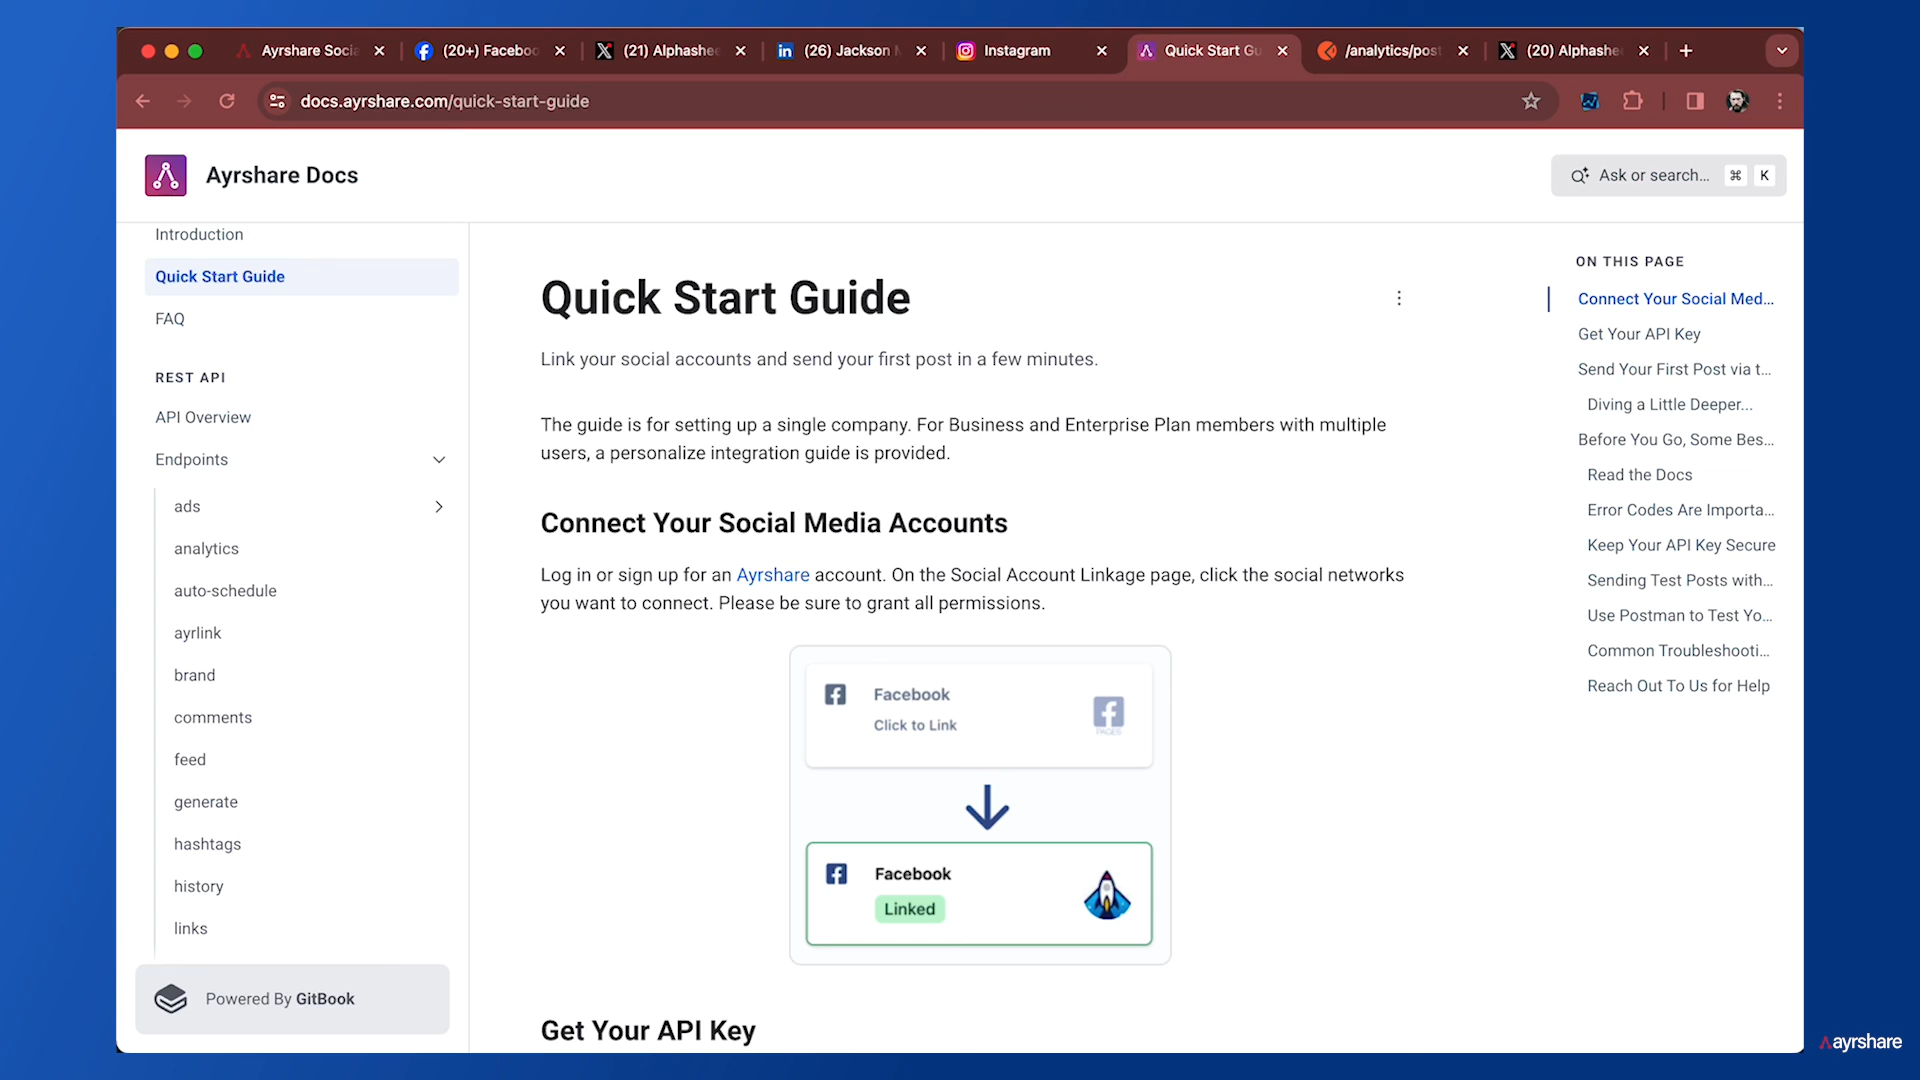 Ayrshare Socia
(20+) Faceboo
(21) Alphashee
(26) Jackson M
Instagram
Quick Start Gu
/analytics/post
(20) Alphashee
docs.ayrshare.com/quick-start-guide
Ayrshare Docs
Ask or search... ⌘ K
Introduction
Quick Start Guide
FAQ
REST API
API Overview
Endpoints
ads
analytics
auto-schedule
ayrlink
brand
comments
feed
generate
hashtags
history
links
Powered By GitBook
Quick Start Guide
Link your social accounts and send your first post in a few minutes.
The guide is for setting up a single company. For Business and Enterprise Plan members with multiple
users, a personalize integration guide is provided.
Connect Your Social Media Accounts
Log in or sign up for an Ayrshare account. On the Social Account Linkage page, click the social networks
you want to connect. Please be sure to grant all permissions.
Facebook
Click to Link
PAGES
Facebook
Linked
Get Your API Key
ON THIS PAGE
Connect Your Social Med...
Get Your API Key
Send Your First Post via t...
Diving a Little Deeper...
Before You Go, Some Bes...
Read the Docs
Error Codes Are Importa...
Keep Your API Key Secure
Sending Test Posts with...
Use Postman to Test Yo...
Common Troubleshooti...
Reach Out To Us for Help
ayrshare